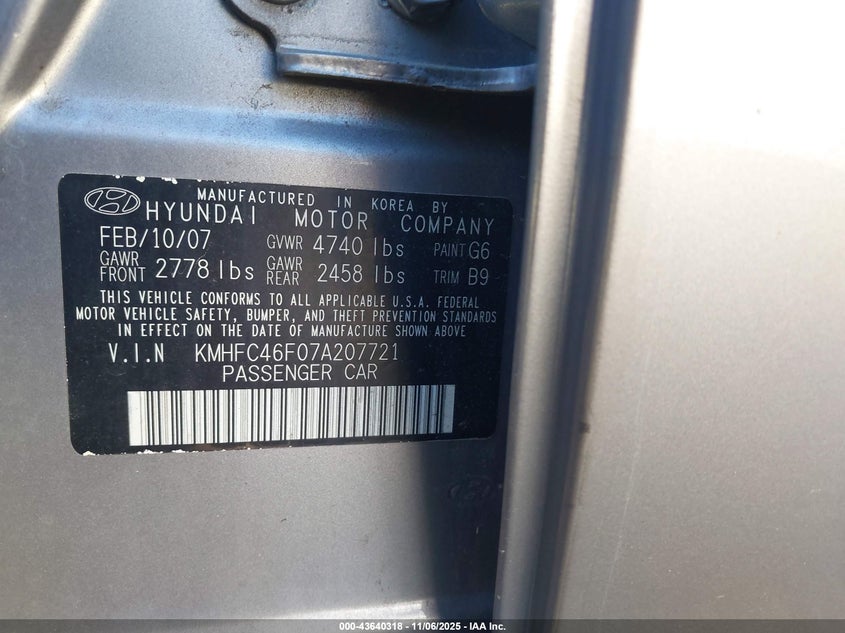 MANUFACTURED IN KOREA BY
HYUNDAI MOTOR COMPANY
FEB/10/07 GVWR 4740 lbs PAINT G6
GAWR FRONT 2778 lbs GAWR REAR 2458 lbs TRIM B9
THIS VEHICLE CONFORMS TO ALL APPLICABLE U.S.A. FEDERAL
MOTOR VEHICLE SAFETY, BUMPER, AND THEFT PREVENTION STANDARDS
IN EFFECT ON THE DATE OF MANUFACTURE SHOWN ABOVE
V.I.N KMHFC46F07A207721
PASSENGER CAR
000-43640318 - 11/06/2025 - IAA Inc.